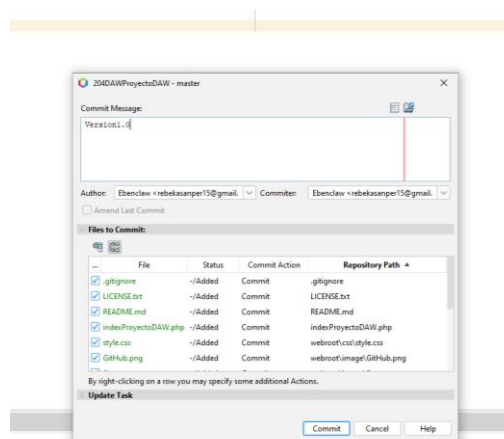 204DAWProyectoDAW - master
Commit Message:
Version1.0
Author: Ebenclaw <rebekasanper15@gmail. Commiter: Ebenclaw <rebekasanper15@gmail.
Amend Last Commit
Files to Commit:
... File Status Commit Action Repository Path
.gitignore -/Added Commit .gitignore
LICENSE.txt -/Added Commit LICENSE.txt
README.md -/Added Commit README.md
indexProyectoDAW.php -/Added Commit indexProyectoDAW.php
style.css -/Added Commit webroot\css\style.css
GitHub.png -/Added Commit webroot\image\GitHub.png
By right-clicking on a row you may specify some additional Actions.
Update Task
Commit Cancel Help